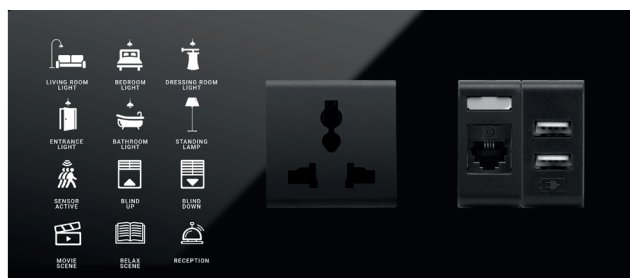 LIVING ROOM
LIGHT
BEDROOM
LIGHT
DRESSING ROOM
LIGHT
ENTRANCE
LIGHT
BATHROOM
LIGHT
STANDING
LAMP
SENSOR
ACTIVE
BLIND
UP
BLIND
DOWN
MOVIE
SCENE
RELAX
SCENE
RECEPTION